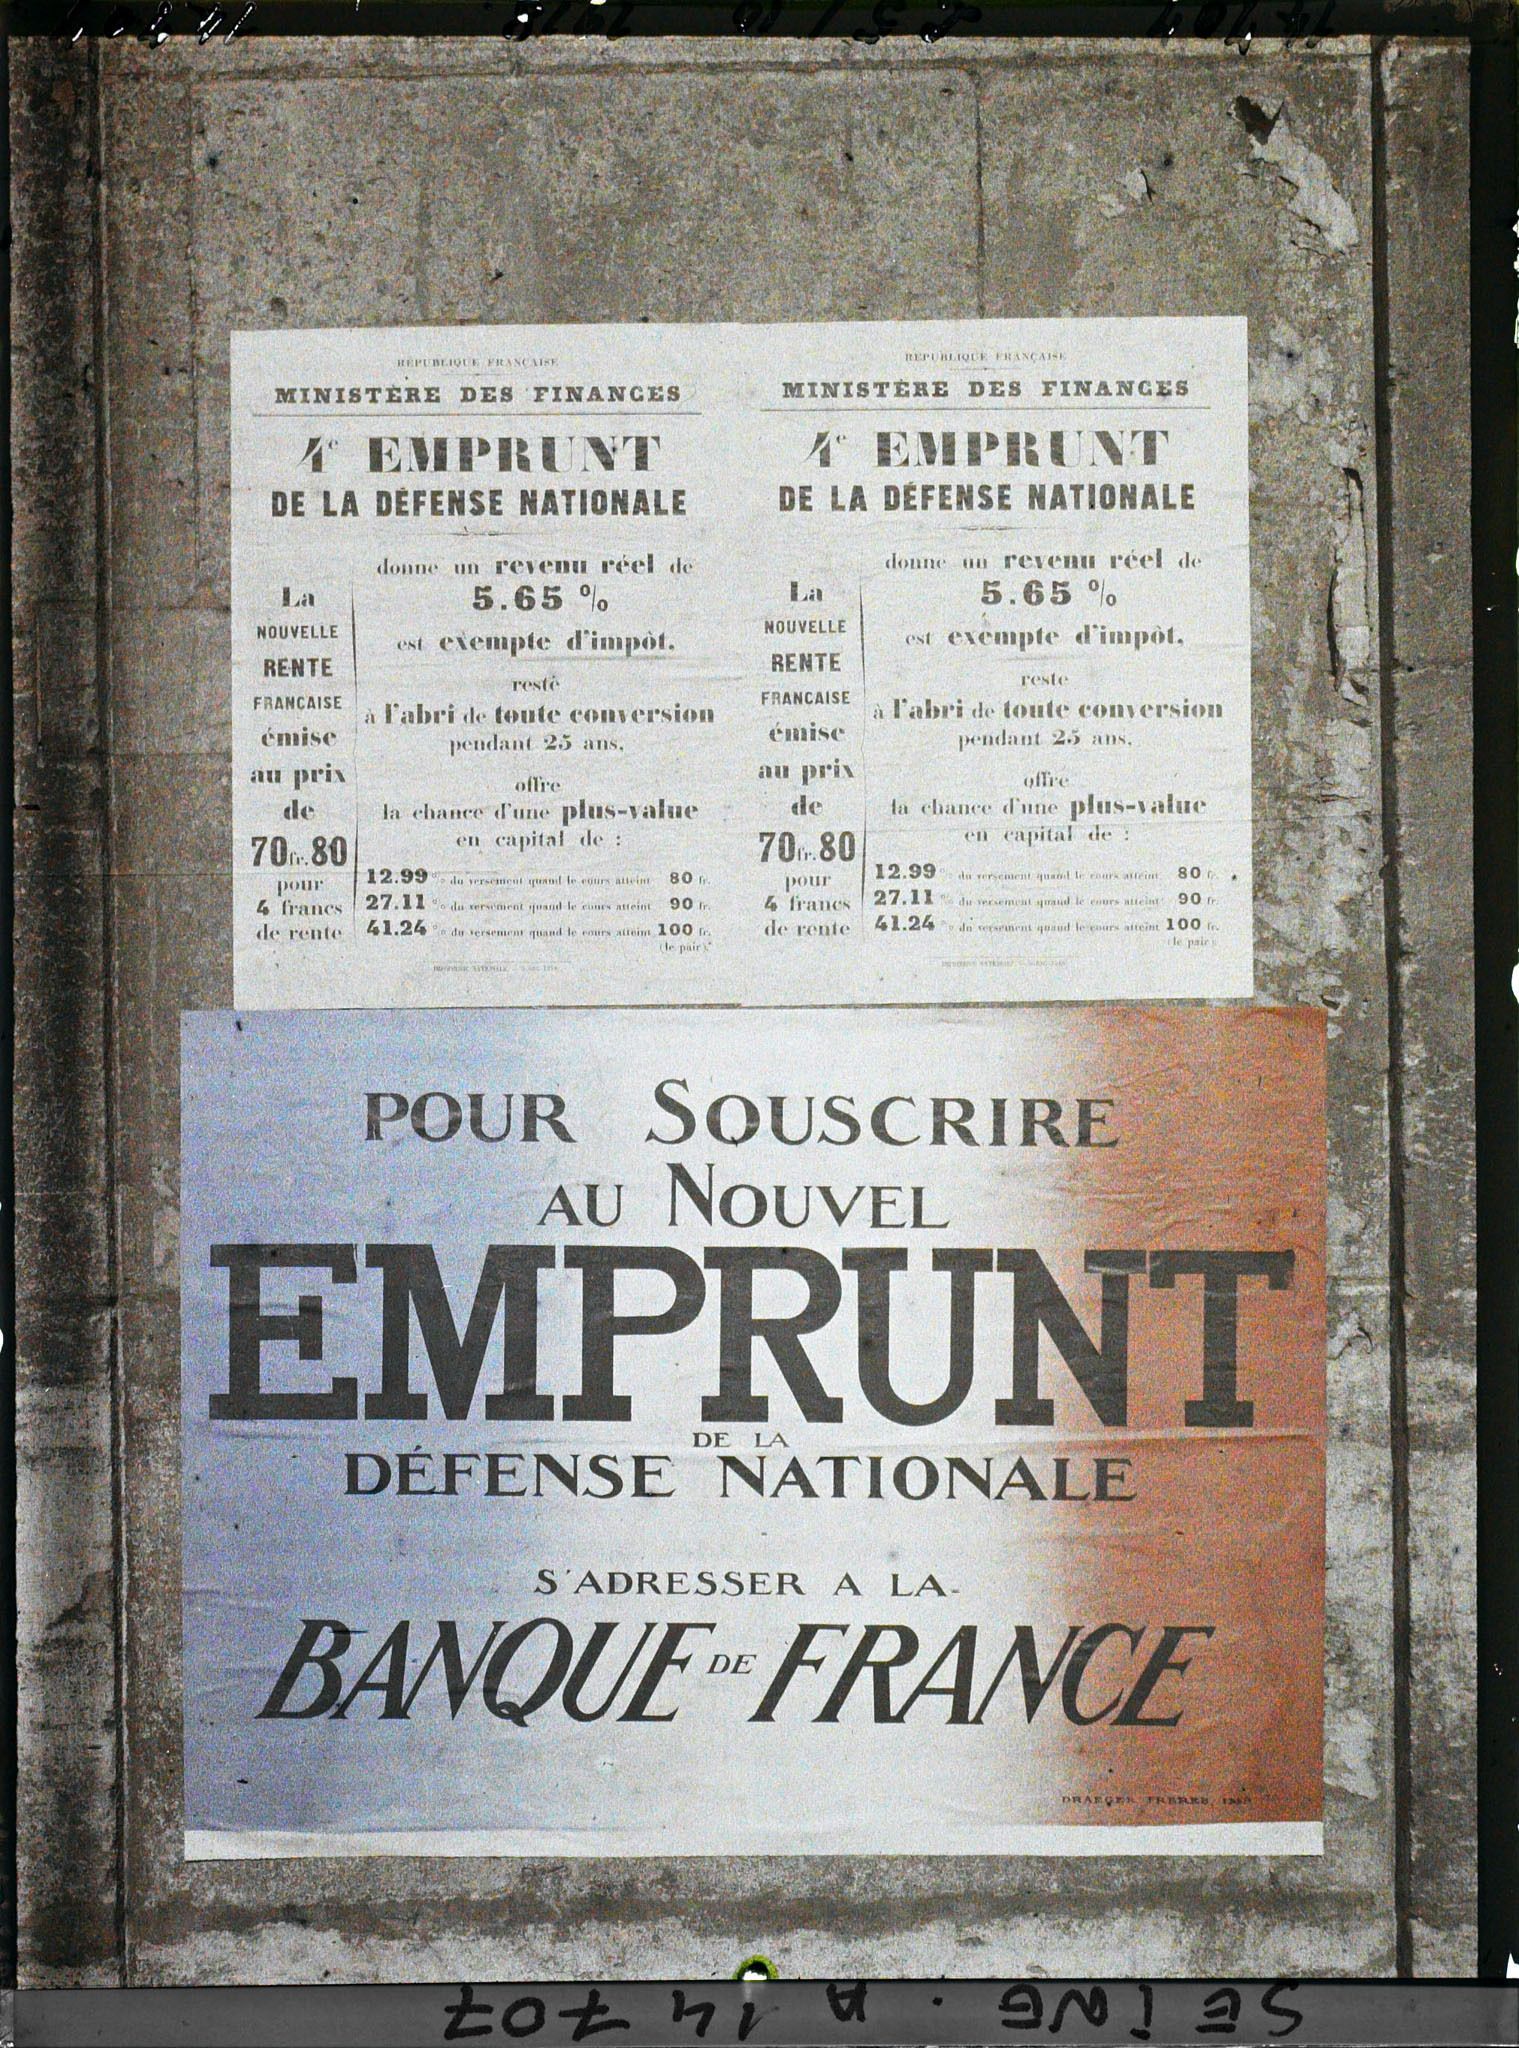 RÉPUBLIQUE FRANÇAISE
MINISTÈRE DES FINANCES
4e EMPRUNT
DE LA DÉFENSE NATIONALE
La
NOUVELLE
RENTE
FRANÇAISE
émise
au prix
de
70fr.80
pour
4 francs
de rente
donne un revenu réel de
5.65 %
est exempte d'impôt,
reste
à l'abri de toute conversion
pendant 25 ans,
offre
la chance d'une plus-value
en capital de :
12.99 % du versement quand le cours atteint 80 fr.
27.11 % du versement quand le cours atteint 90 fr.
41.24 % du versement quand le cours atteint 100 fr.
(le pair).
IMPRIMERIE NATIONALE
RÉPUBLIQUE FRANÇAISE
MINISTÈRE DES FINANCES
4e EMPRUNT
DE LA DÉFENSE NATIONALE
La
NOUVELLE
RENTE
FRANÇAISE
émise
au prix
de
70fr.80
pour
4 francs
de rente
donne un revenu réel de
5.65 %
est exempte d'impôt,
reste
à l'abri de toute conversion
pendant 25 ans,
offre
la chance d'une plus-value
en capital de :
12.99 % du versement quand le cours atteint 80 fr.
27.11 % du versement quand le cours atteint 90 fr.
41.24 % du versement quand le cours atteint 100 fr.
(le pair).
IMPRIMERIE NATIONALE
POUR SOUSCRIRE
AU NOUVEL
EMPRUNT
DE LA
DÉFENSE NATIONALE
S'ADRESSER A LA
BANQUE DE FRANCE
DRAEGER FRERES,
SEINE. A 14 707